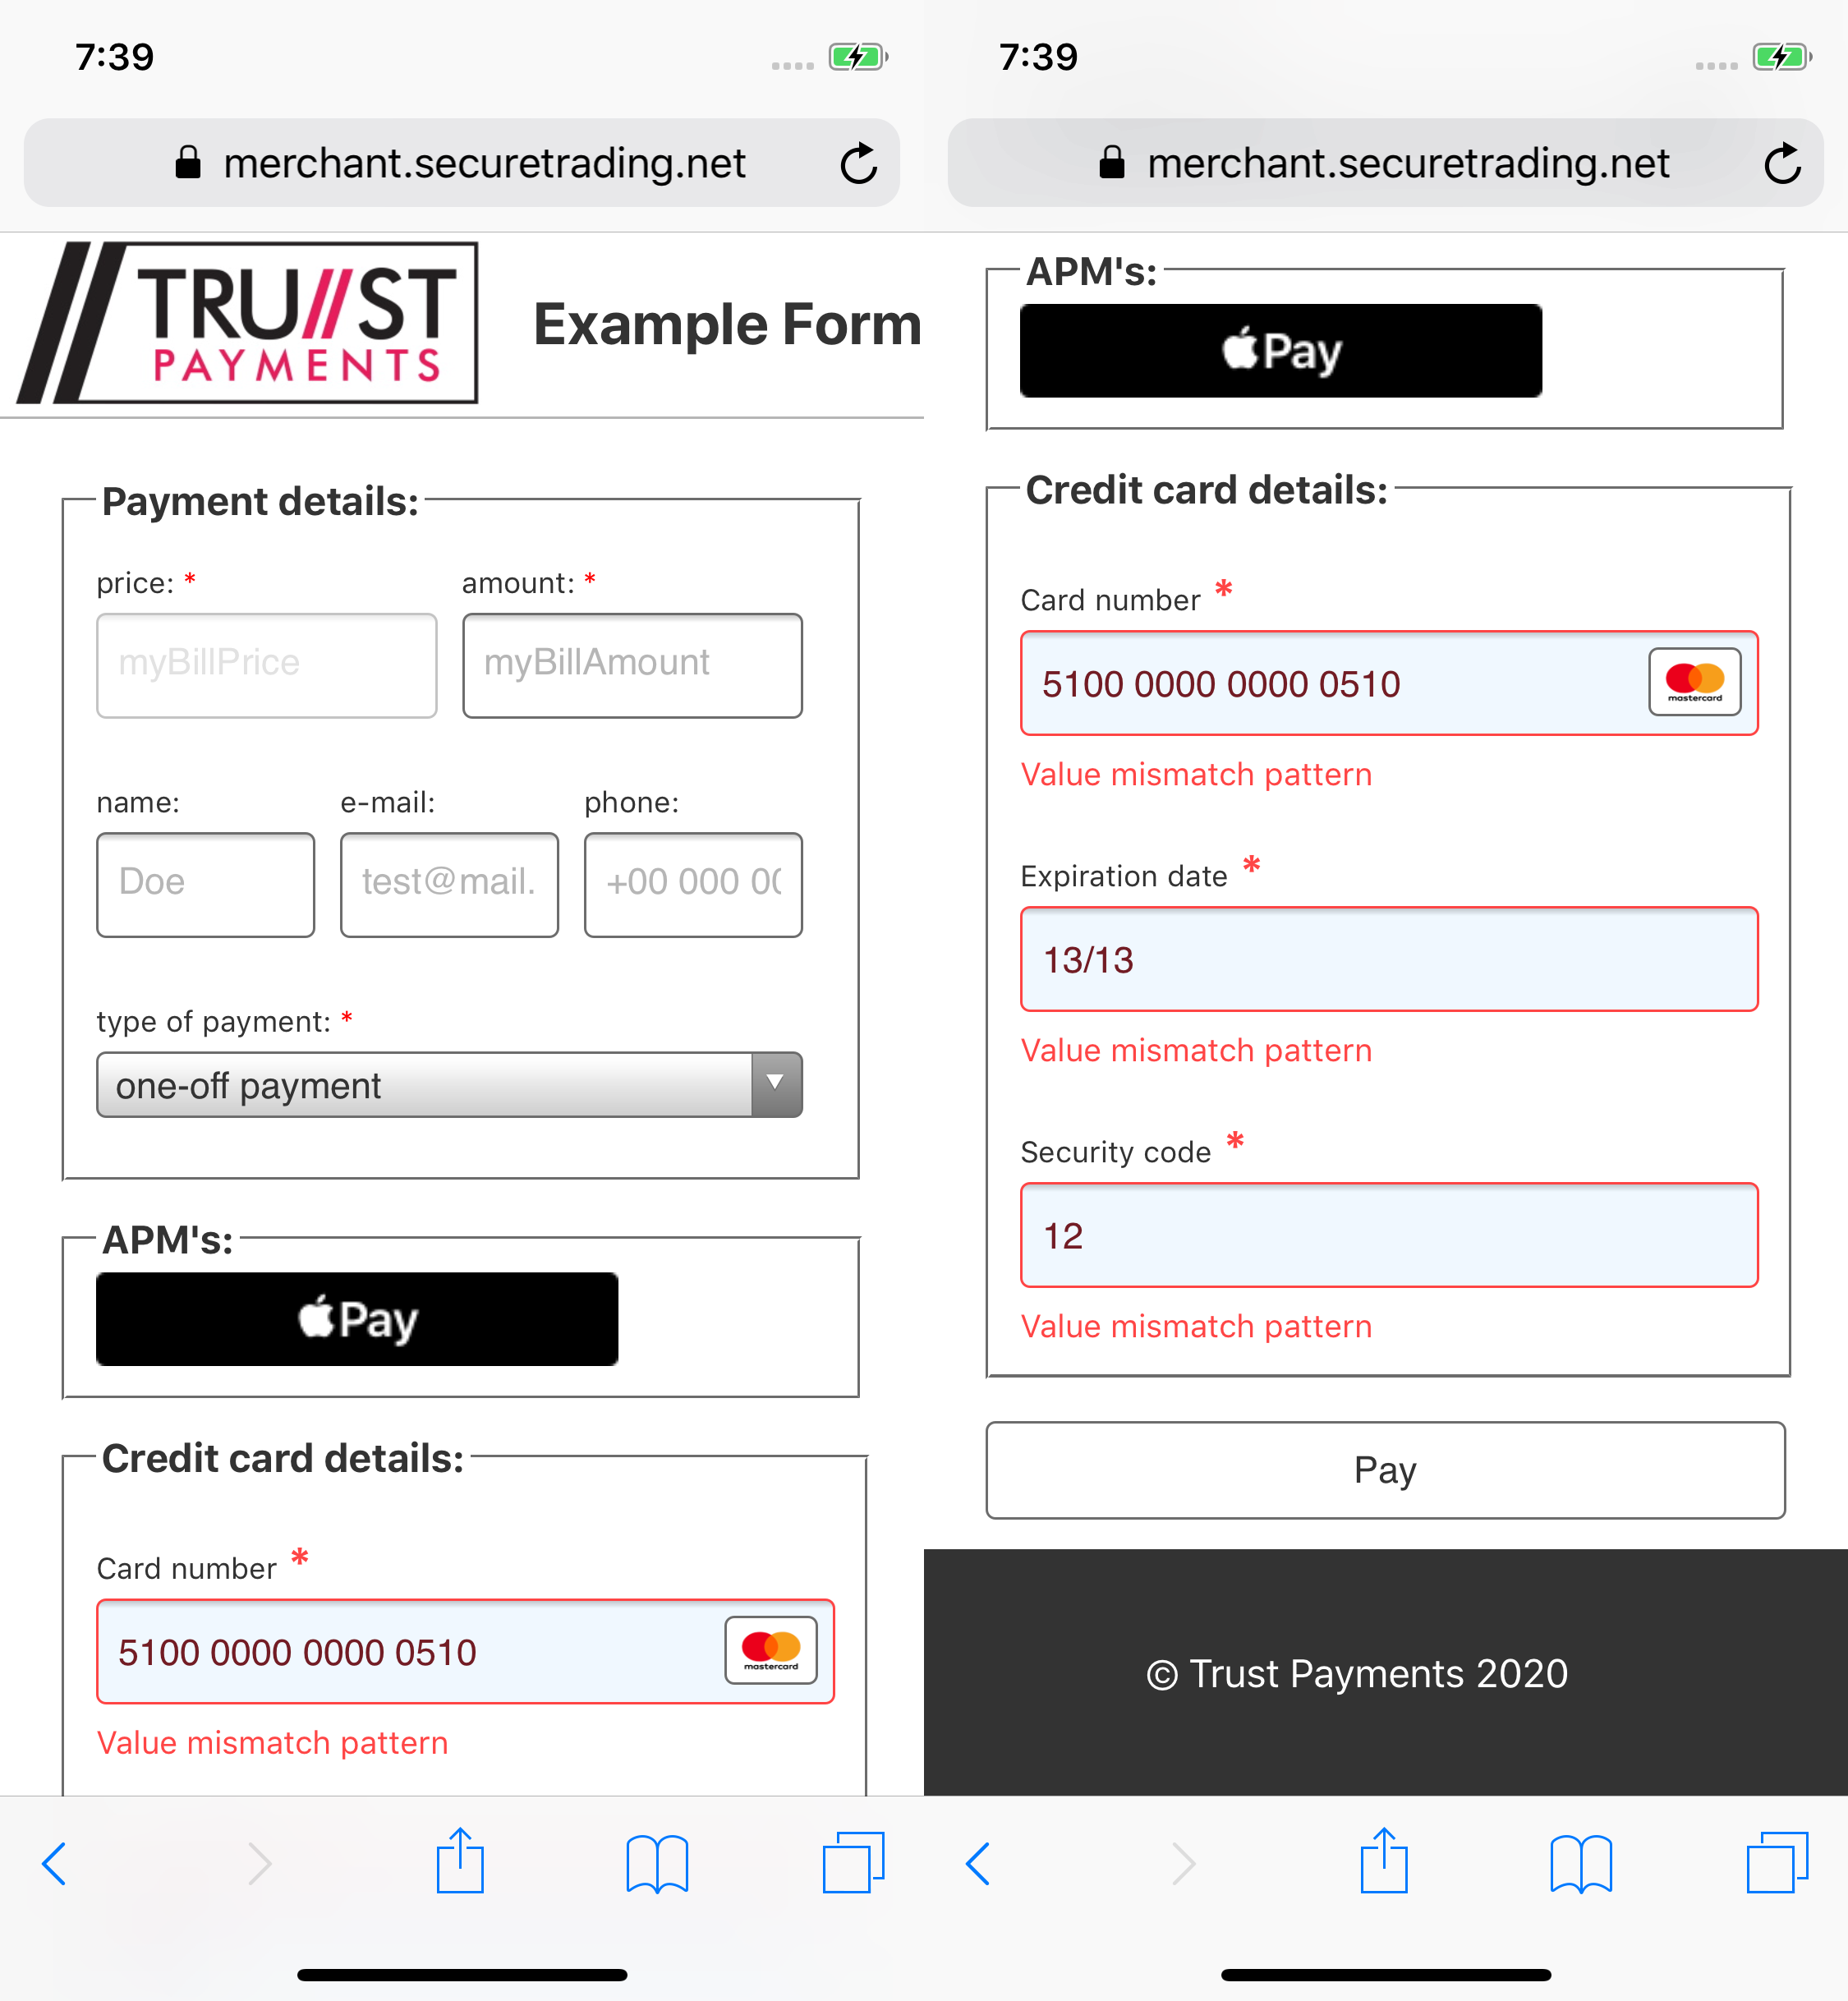 7:39
merchant.securetrading.net
TRU//ST
PAYMENTS
Example Form
Payment details:
price: *
amount: *
myBillPrice
myBillAmount
name:
e-mail:
phone:
Doe
test@mail.
+00 000 00
type of payment: *
one-off payment
APM's:
Pay
Credit card details:
Card number *
5100 0000 0000 0510
mastercard
Value mismatch pattern
7:39
merchant.securetrading.net
APM's:
Pay
Credit card details:
Card number *
5100 0000 0000 0510
mastercard
Value mismatch pattern
Expiration date *
13/13
Value mismatch pattern
Security code *
12
Value mismatch pattern
Pay
© Trust Payments 2020